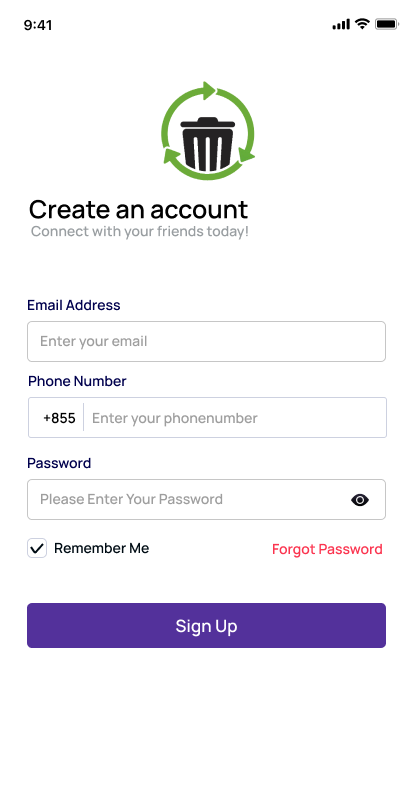 9:41
Create an account
Connect with your friends today!
Email Address
Enter your email
Phone Number
+855 Enter your phonenumber
Password
Please Enter Your Password
Remember Me Forgot Password
Sign Up